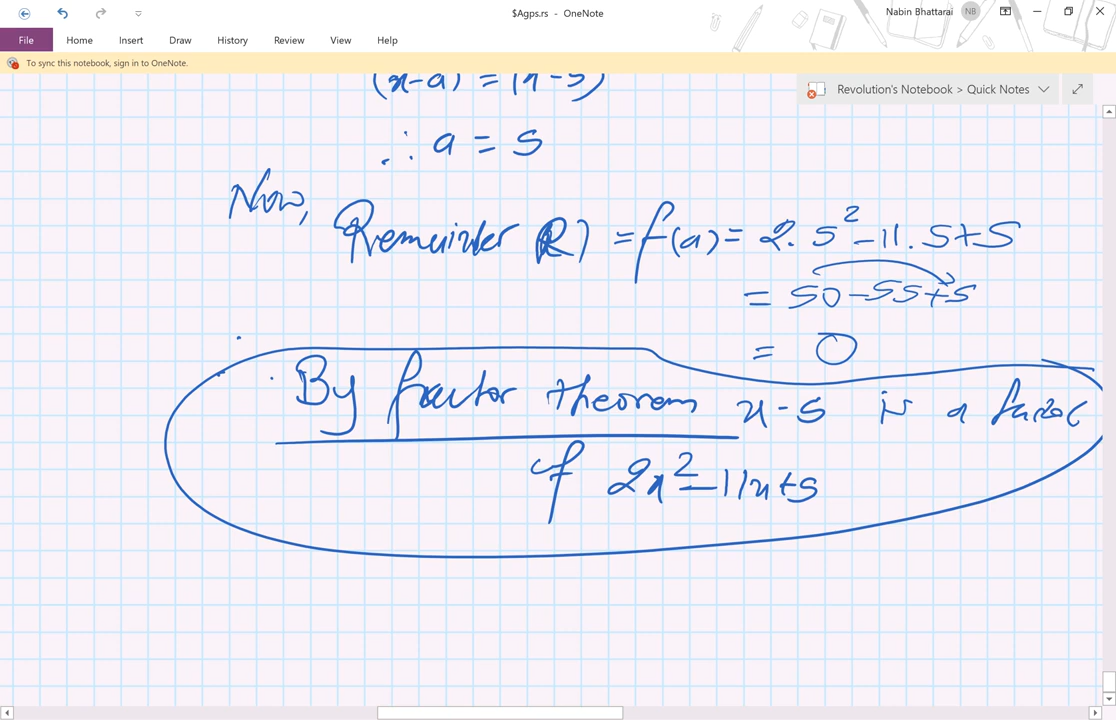 $Agps.rs - OneNote
Nabin Bhattarai NB
File Home Insert Draw History Review View Help
To sync this notebook, sign in to OneNote.
Revolution's Notebook > Quick Notes
(x-a) = (x-5)
∴ a = 5
Now,
Remainder (R) = f(a) = 2.5² - 11.5+5
= 50-55+5
= 0
By factor theorem x-5 is a factor
of 2x²-11x+5